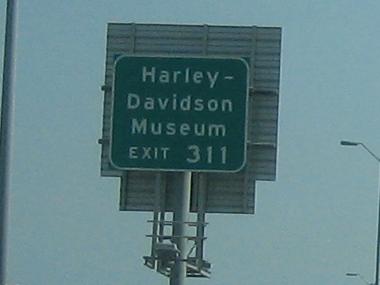 Harley-
Davidson
Museum
EXIT 311